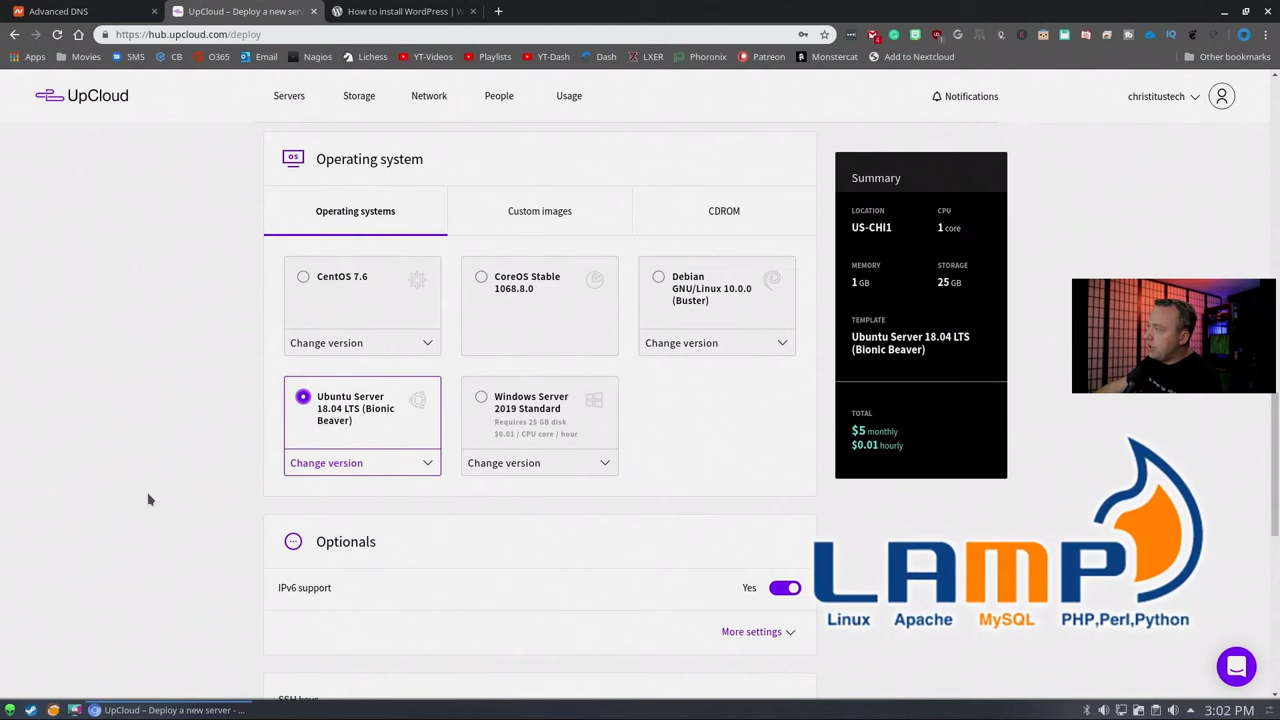 Advanced DNS
UpCloud – Deploy a new serv
How to install WordPress | W
https://hub.upcloud.com/deploy
Apps
Movies
SMS
CB
O365
Email
Nagios
Lichess
YT-Videos
Playlists
YT-Dash
Dash
LXER
Phoronix
Patreon
Monstercat
Add to Nextcloud
Other bookmarks
UpCloud
Servers
Storage
Network
People
Usage
Notifications
christitustech
OS
Operating system
Operating systems
Custom images
CDROM
CentOS 7.6
Change version
CoreOS Stable
1068.8.0
Debian
GNU/Linux 10.0.0
(Buster)
Change version
Ubuntu Server
18.04 LTS (Bionic
Beaver)
Change version
Windows Server
2019 Standard
Requires 25 GB disk
$0.01 / CPU core / hour
Change version
Summary
LOCATION
CPU
US-CHI1
1 core
MEMORY
STORAGE
1 GB
25 GB
TEMPLATE
Ubuntu Server 18.04 LTS
(Bionic Beaver)
TOTAL
$5 monthly
$0.01 hourly
Optionals
IPv6 support
Yes
More settings
SSH keys
LAMP
Linux Apache MySQL PHP,Perl,Python
UpCloud – Deploy a new server - ...
3:02 PM